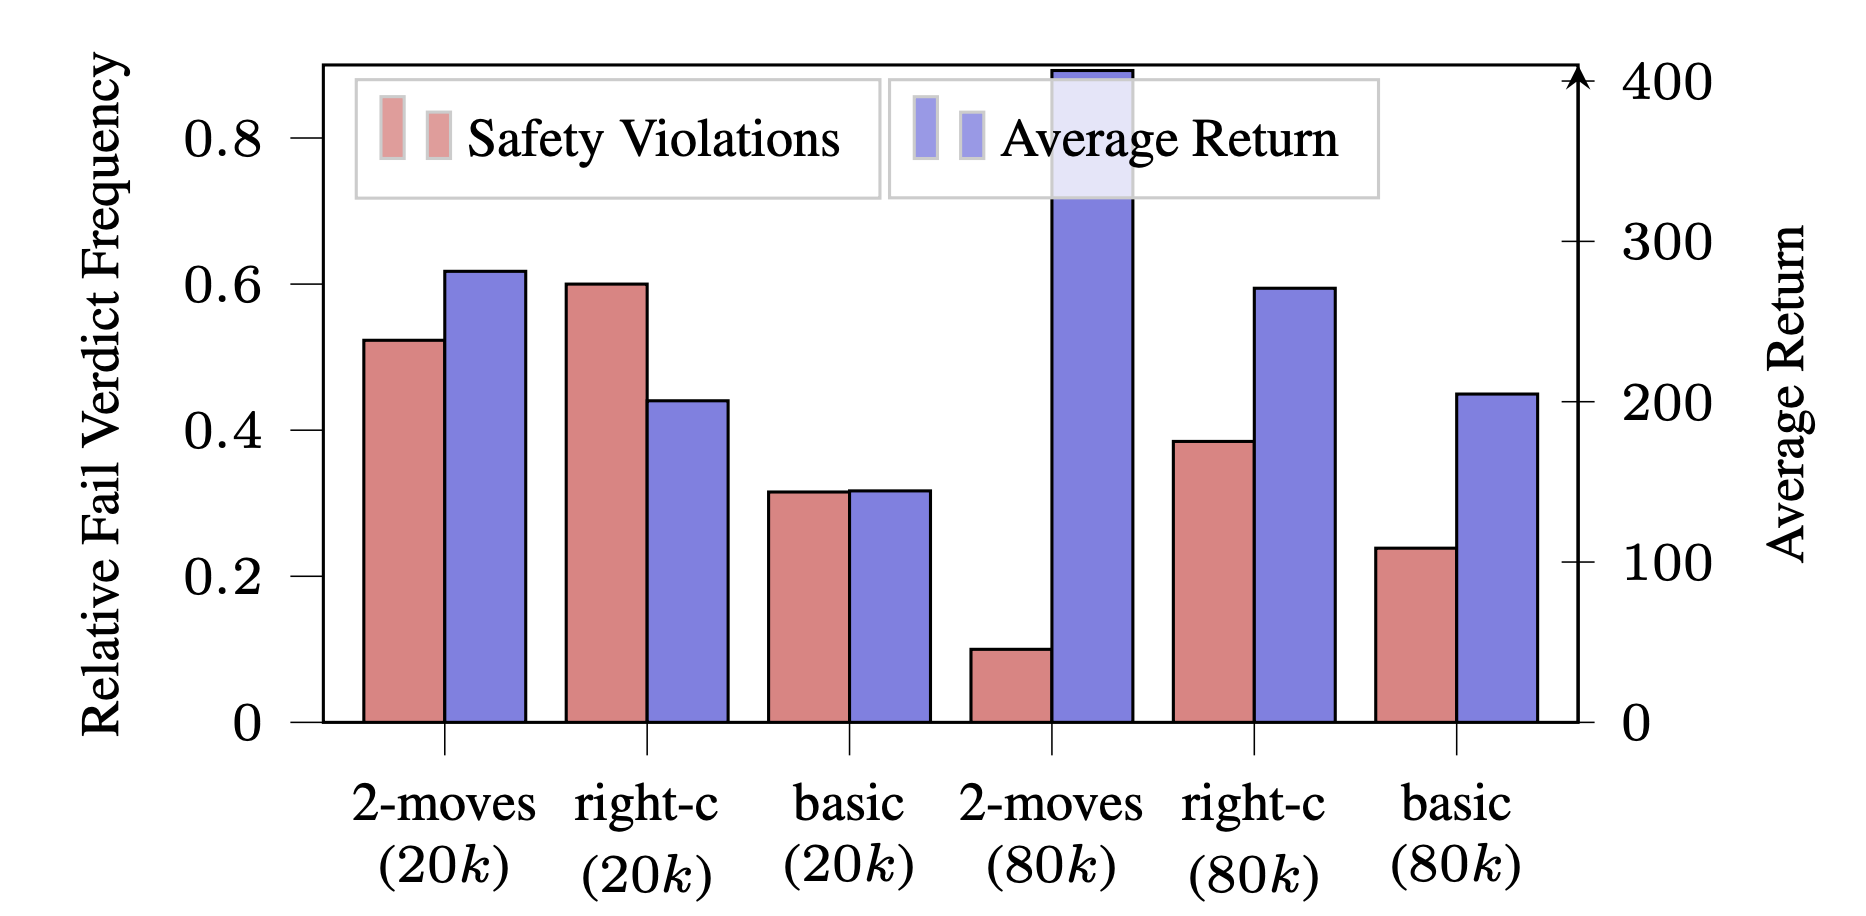 Relative Fail Verdict Frequency
0.8
0.6
0.4
0.2
0
Safety Violations
Average Return
400
300
200
100
0
Average Return
2-moves (20k)
right-c (20k)
basic (20k)
2-moves (80k)
right-c (80k)
basic (80k)